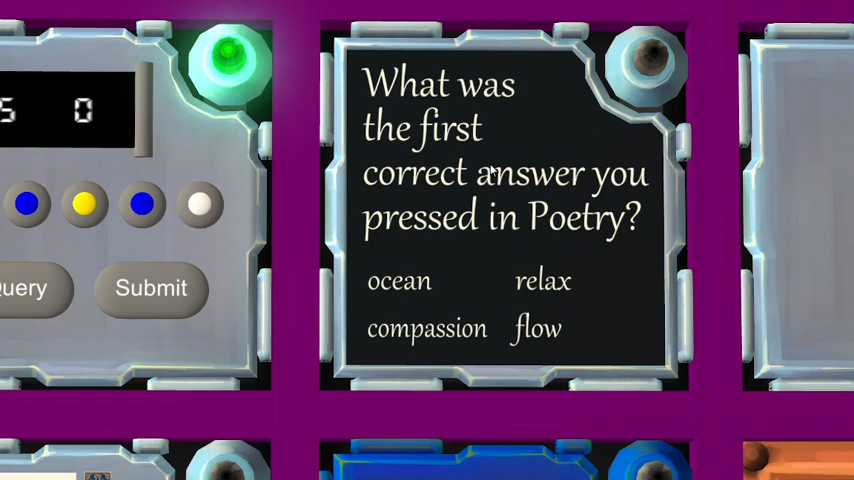 0
Submit
What was
the first
correct answer you
pressed in Poetry?
ocean relax
compassion flow